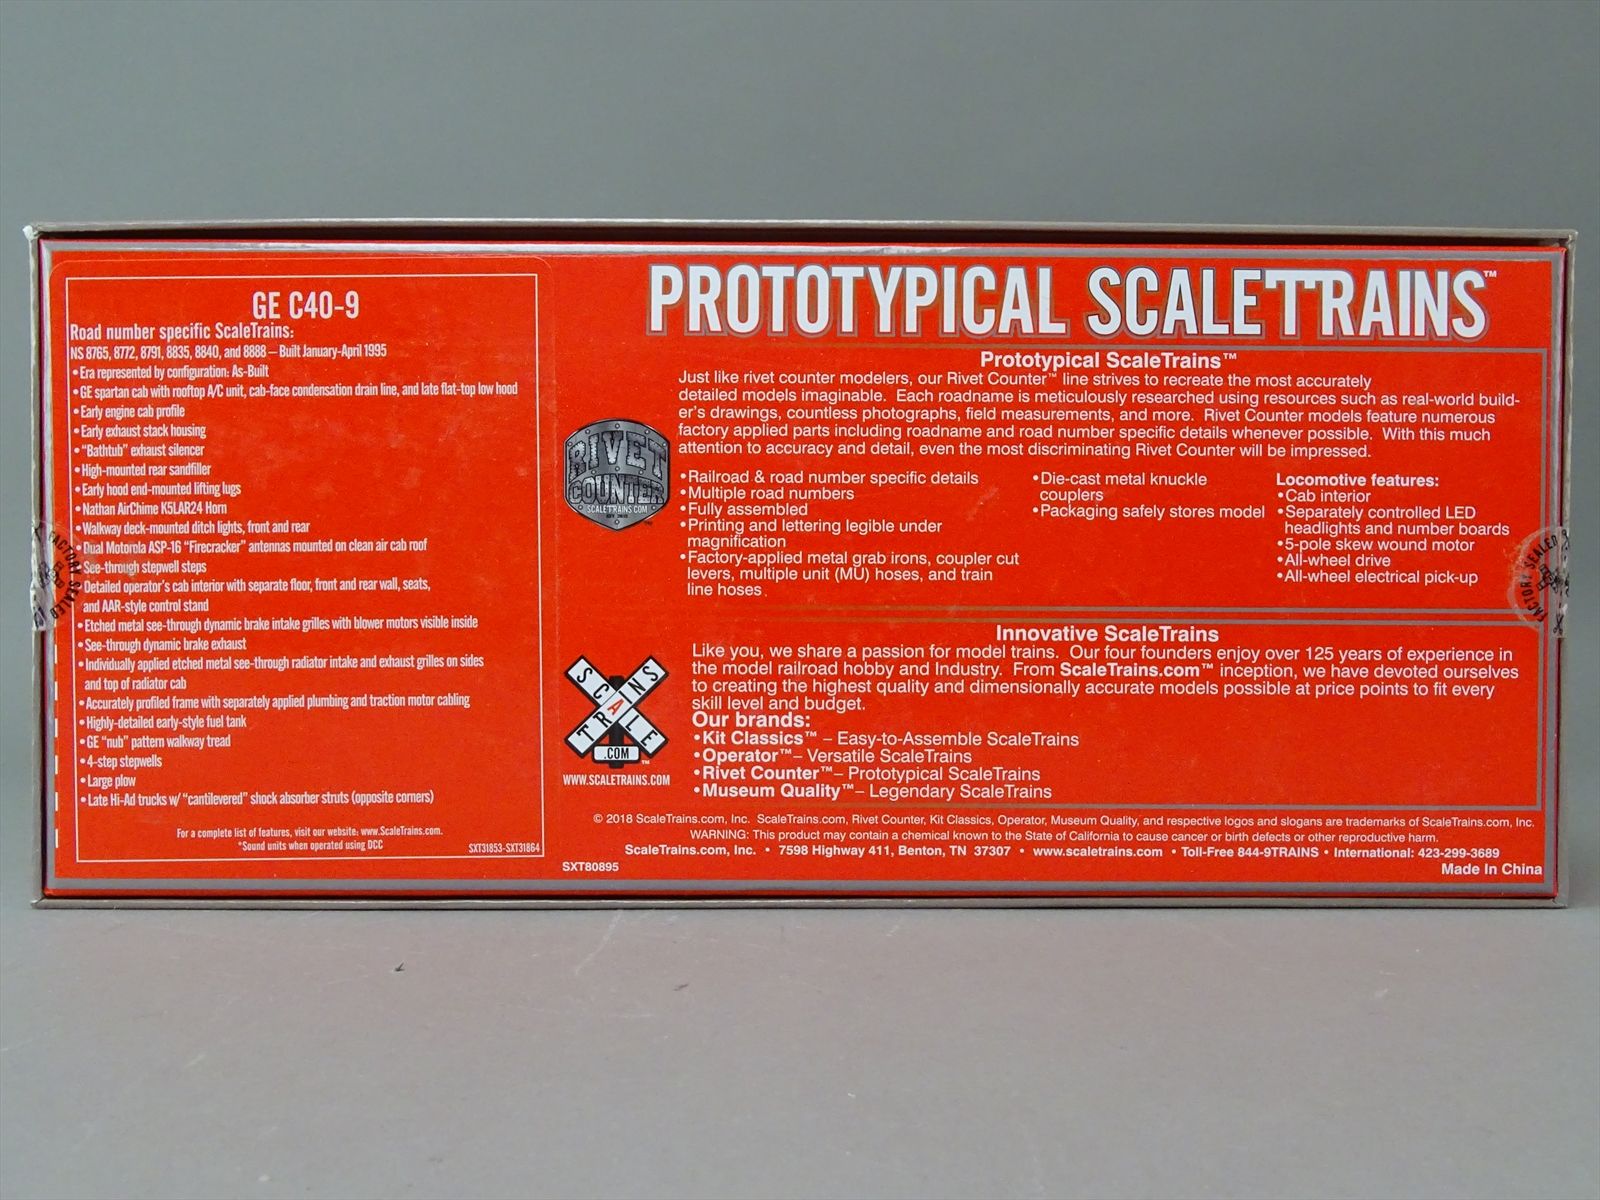 GE C40-9
Road number specific ScaleTrains:
NS 8765, 8772, 8791, 8835, 8840, and 8888 – Built January-April 1995
• Era represented by configuration: As-Built
• GE spartan cab with rooftop A/C unit, cab-face condensation drain line, and late flat-top low hood
• Early engine cab profile
• Early exhaust stack housing
• "Bathtub" exhaust silencer
• High-mounted rear sandfiller
• Early hood end-mounted lifting lugs
• Nathan AirChime K5LAR24 Horn
• Walkway deck-mounted ditch lights, front and rear
• Dual Motorola ASP-16 "Firecracker" antennas mounted on clean air cab roof
• See-through stepwell steps
• Detailed operator's cab interior with separate floor, front and rear wall, seats,
and AAR-style control stand
• Etched metal see-through dynamic brake intake grilles with blower motors visible inside
• See-through dynamic brake exhaust
• Individually applied etched metal see-through radiator intake and exhaust grilles on sides
and top of radiator cab
• Accurately profiled frame with separately applied plumbing and traction motor cabling
• Highly-detailed early-style fuel tank
• GE "nub" pattern walkway tread
• 4-step stepwells
• Large plow
• Late Hi-Ad trucks w/ "cantilevered" shock absorber struts (opposite corners)
For a complete list of features, visit our website: www.ScaleTrains.com.
*Sound units when operated using DCC
SXT31853-SXT31864
FACTORY SEALED
PROTOTYPICAL SCALETRAINS™
Prototypical ScaleTrains™
Just like rivet counter modelers, our Rivet Counter™ line strives to recreate the most accurately
detailed models imaginable. Each roadname is meticulously researched using resources such as real-world build-
er's drawings, countless photographs, field measurements, and more. Rivet Counter models feature numerous
factory applied parts including roadname and road number specific details whenever possible. With this much
attention to accuracy and detail, even the most discriminating Rivet Counter will be impressed.
RIVET
COUNTER
SCALETRAINS.COM
• Railroad & road number specific details
• Multiple road numbers
• Fully assembled
• Printing and lettering legible under
magnification
• Factory-applied metal grab irons, coupler cut
levers, multiple unit (MU) hoses, and train
line hoses
• Die-cast metal knuckle
couplers
• Packaging safely stores model
Locomotive features:
• Cab interior
• Separately controlled LED
headlights and number boards
• 5-pole skew wound motor
• All-wheel drive
• All-wheel electrical pick-up
FACTORY SEALED
Innovative ScaleTrains
Like you, we share a passion for model trains. Our four founders enjoy over 125 years of experience in
the model railroad hobby and Industry. From ScaleTrains.com™ inception, we have devoted ourselves
to creating the highest quality and dimensionally accurate models possible at price points to fit every
skill level and budget.
Our brands:
• Kit Classics™ – Easy-to-Assemble ScaleTrains
• Operator™ – Versatile ScaleTrains
• Rivet Counter™ – Prototypical ScaleTrains
• Museum Quality™ – Legendary ScaleTrains
SCALE
TRAINS
.COM ™
WWW.SCALETRAINS.COM
© 2018 ScaleTrains.com, Inc. ScaleTrains.com, Rivet Counter, Kit Classics, Operator, Museum Quality, and respective logos and slogans are trademarks of ScaleTrains.com, Inc.
WARNING: This product may contain a chemical known to the State of California to cause cancer or birth defects or other reproductive harm.
ScaleTrains.com, Inc. • 7598 Highway 411, Benton, TN 37307 • www.scaletrains.com • Toll-Free 844-9TRAINS • International: 423-299-3689
SXT80895
Made In China